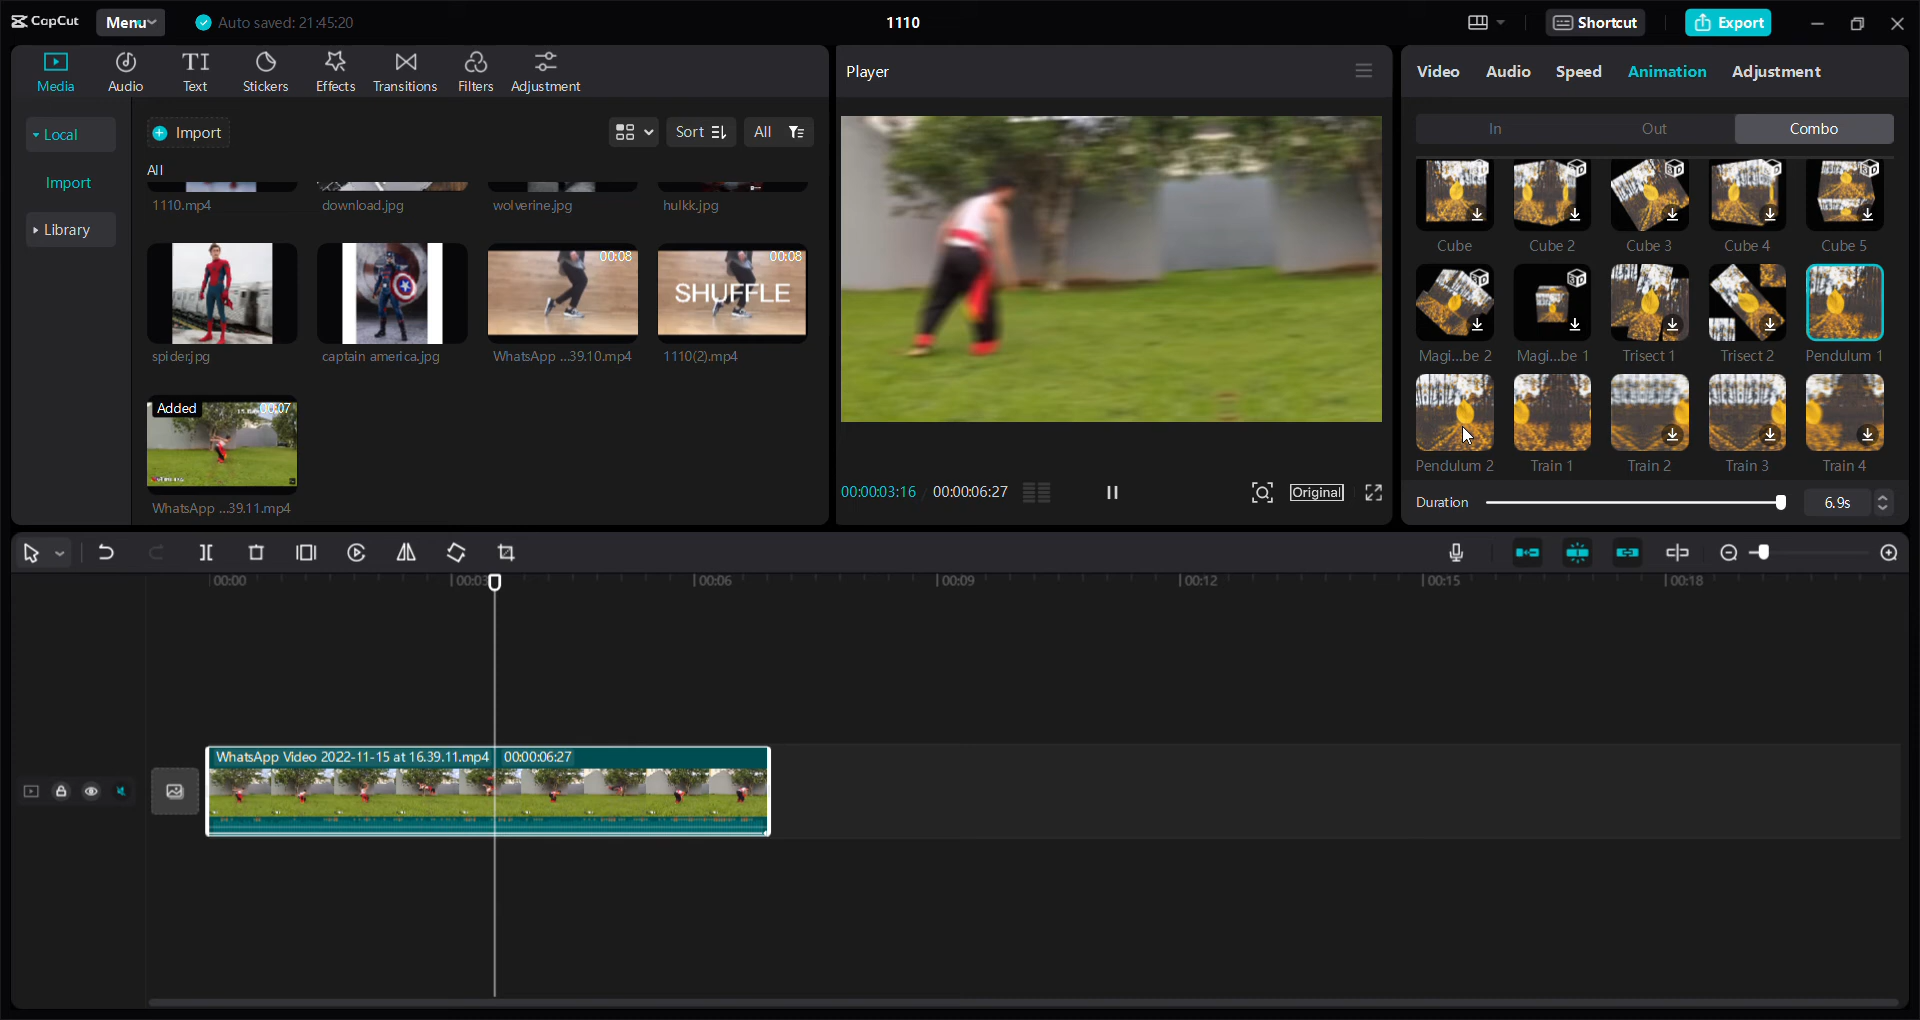 CapCut
Menu
Auto saved: 21:45:20
1110
Shortcut
Export
Media
Audio
Text
Stickers
Effects
Transitions
Filters
Adjustment
Local
Import
Library
Import
Sort
All
All
1110.mp4
download.jpg
wolverine.jpg
hulkk.jpg
00:08
00:08
SHUFFLE
spider.jpg
captain america.jpg
WhatsApp ...39.10.mp4
1110(2).mp4
Added
00:07
WhatsApp ...39.11.mp4
Player
00:00:03:16 / 00:00:06:27
Original
Video
Audio
Speed
Animation
Adjustment
In
Out
Combo
Cube
Cube 2
Cube 3
Cube 4
Cube 5
Magi...be 2
Magi...be 1
Trisect 1
Trisect 2
Pendulum 1
Pendulum 2
Train 1
Train 2
Train 3
Train 4
Duration
6.9s
00:00
00:03
00:06
00:09
00:12
00:15
00:18
WhatsApp Video 2022-11-15 at 16.39.11.mp4 00:00:06:27